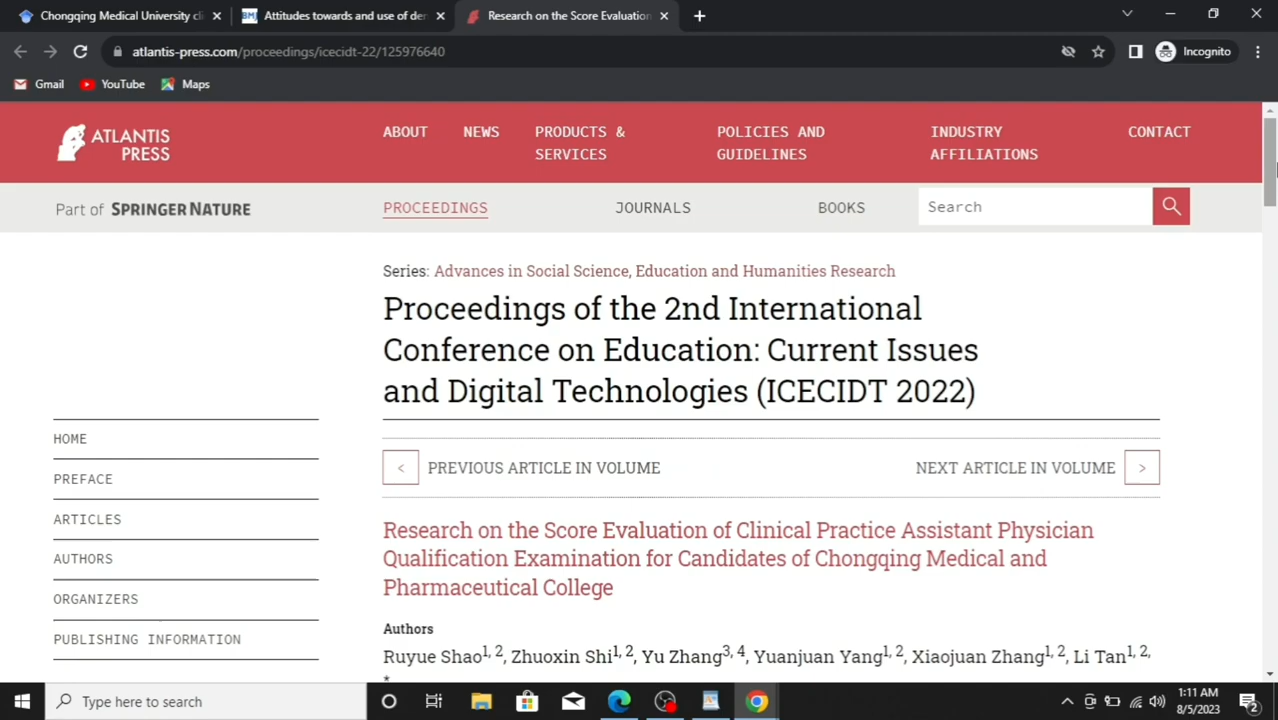 Chongqing Medical University cli
Attitudes towards and use of den
Research on the Score Evaluation
atlantis-press.com/proceedings/icecidt-22/125976640
Incognito
Gmail
YouTube
Maps
ATLANTIS
PRESS
ABOUT
NEWS
PRODUCTS &
SERVICES
POLICIES AND
GUIDELINES
INDUSTRY
AFFILIATIONS
CONTACT
Part of SPRINGER NATURE
PROCEEDINGS
JOURNALS
BOOKS
Search
Series: Advances in Social Science, Education and Humanities Research
Proceedings of the 2nd International
Conference on Education: Current Issues
and Digital Technologies (ICECIDT 2022)
HOME
PREFACE
ARTICLES
AUTHORS
ORGANIZERS
PUBLISHING INFORMATION
< PREVIOUS ARTICLE IN VOLUME
NEXT ARTICLE IN VOLUME >
Research on the Score Evaluation of Clinical Practice Assistant Physician
Qualification Examination for Candidates of Chongqing Medical and
Pharmaceutical College
Authors
Ruyue Shao1, 2, Zhuoxin Shi1, 2, Yu Zhang3, 4, Yuanjuan Yang1, 2, Xiaojuan Zhang1, 2, Li Tan1, 2,
*
Type here to search
1:11 AM
8/5/2023
2